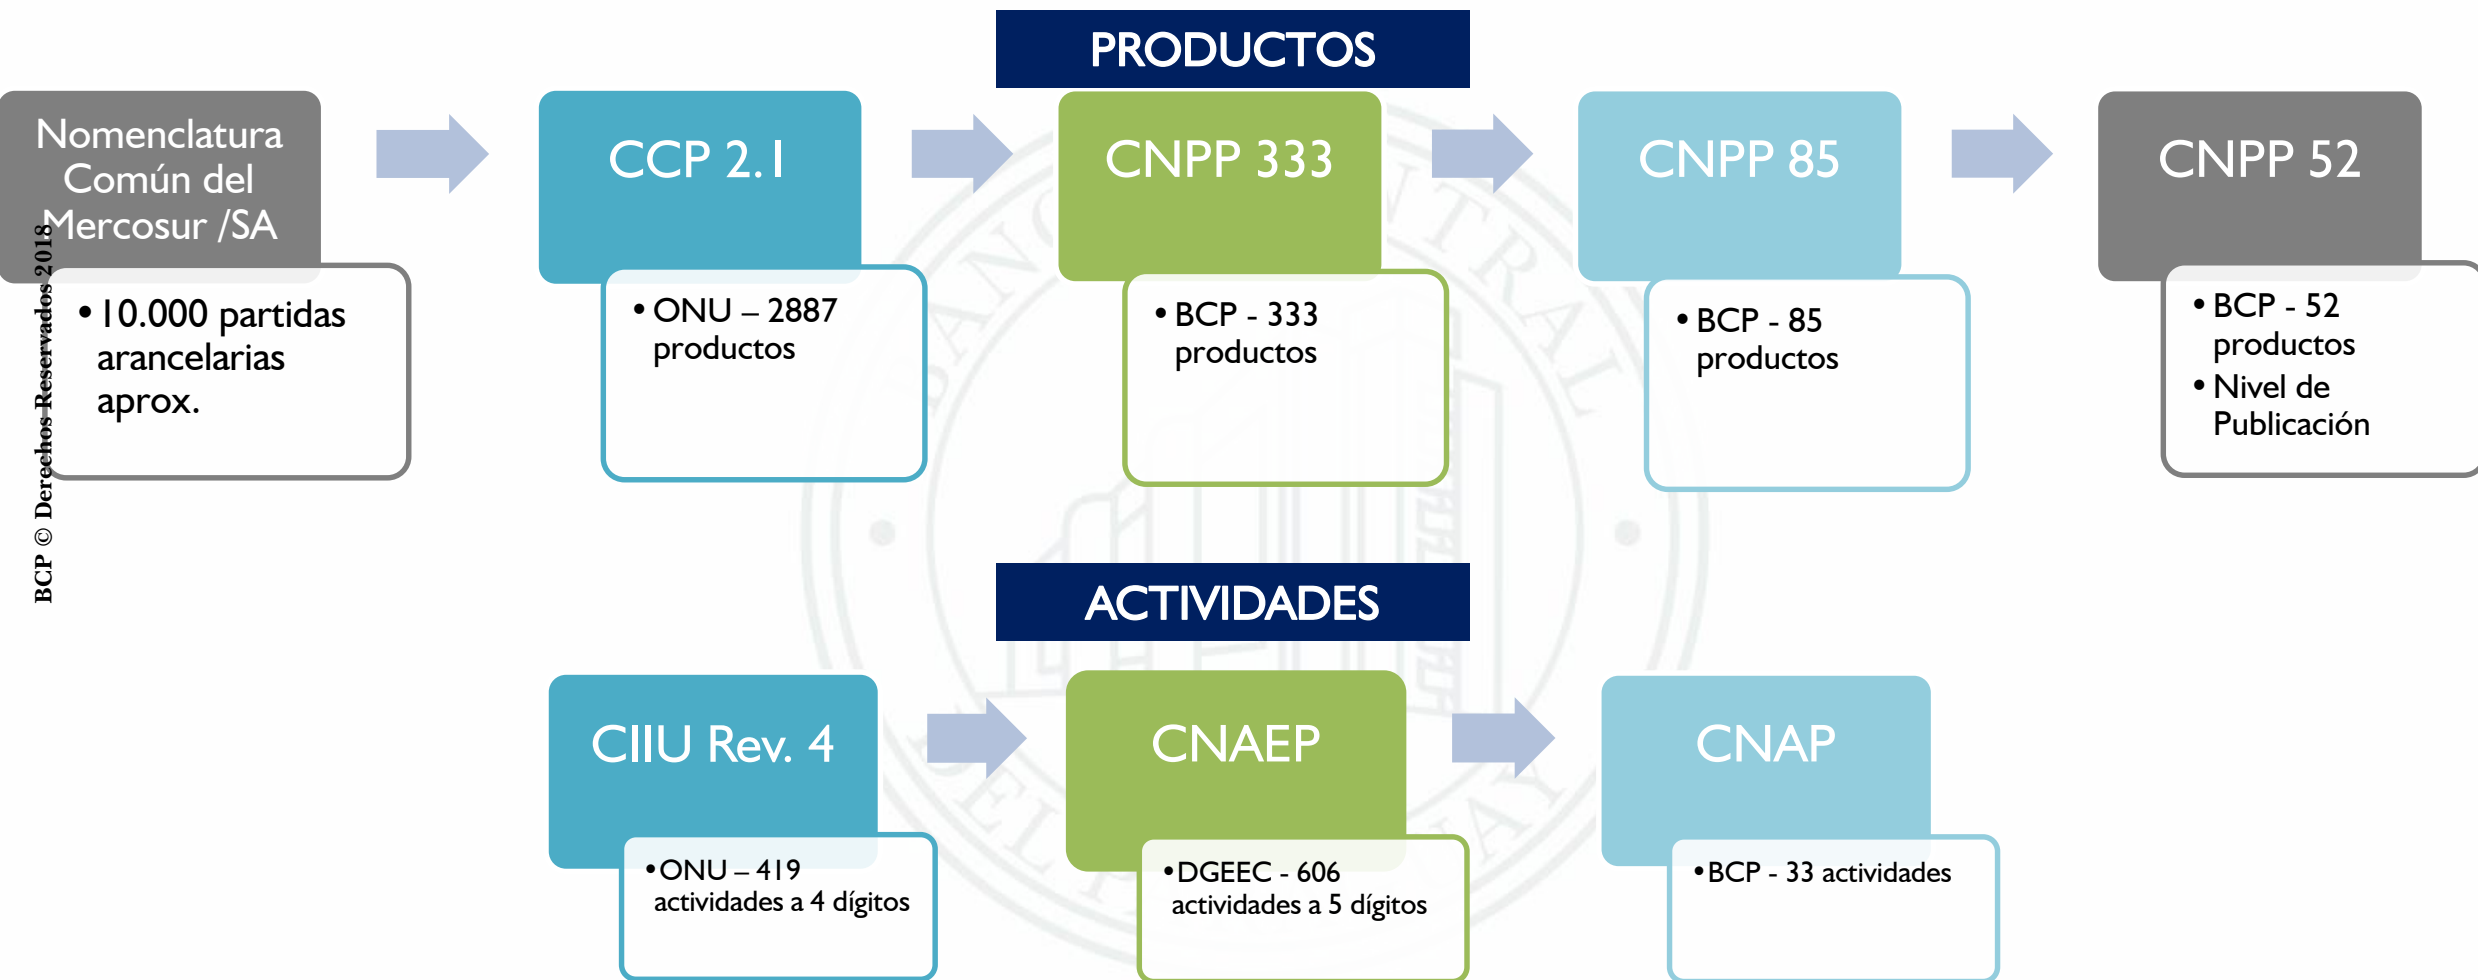 PRODUCTOS
Nomenclatura
Común del
Mercosur /SA
• 10.000 partidas
arancelarias
aprox.
CCP 2.1
• ONU – 2887
productos
CNPP 333
• BCP - 333
productos
CNPP 85
• BCP - 85
productos
CNPP 52
• BCP - 52
productos
• Nivel de
Publicación
BCP © Derechos Reservados 2018
ACTIVIDADES
CIIU Rev. 4
•ONU – 419
actividades a 4 dígitos
CNAEP
•DGEEC - 606
actividades a 5 dígitos
CNAP
•BCP - 33 actividades